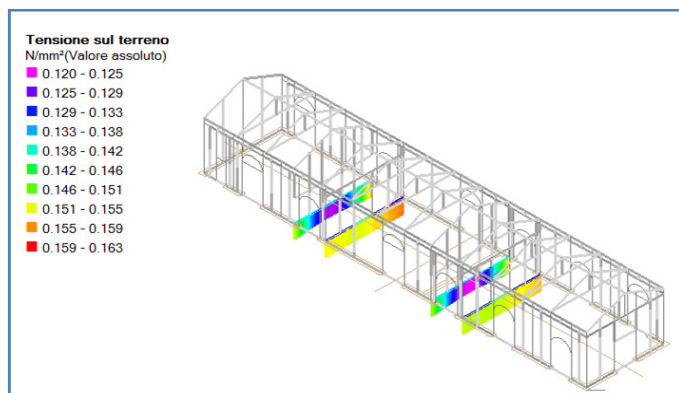 Tensione sul terreno
N/mm²(Valore assoluto)
0.120 - 0.125
0.125 - 0.129
0.129 - 0.133
0.133 - 0.138
0.138 - 0.142
0.142 - 0.146
0.146 - 0.151
0.151 - 0.155
0.155 - 0.159
0.159 - 0.163